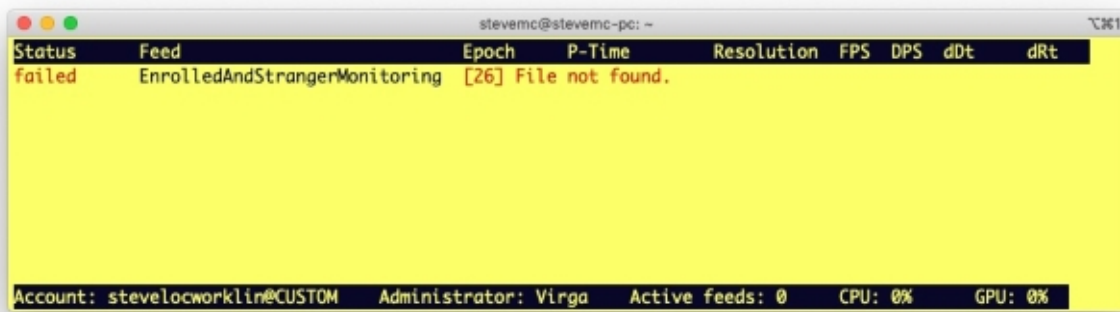 stevemc@stevemc-pc: ~ ⌥⌘1
Status Feed Epoch P-Time Resolution FPS DPS dDt dRt
failed EnrolledAndStrangerMonitoring [26] File not found.
Account: stevelocworklin@CUSTOM Administrator: Virga Active feeds: 0 CPU: 0% GPU: 0%